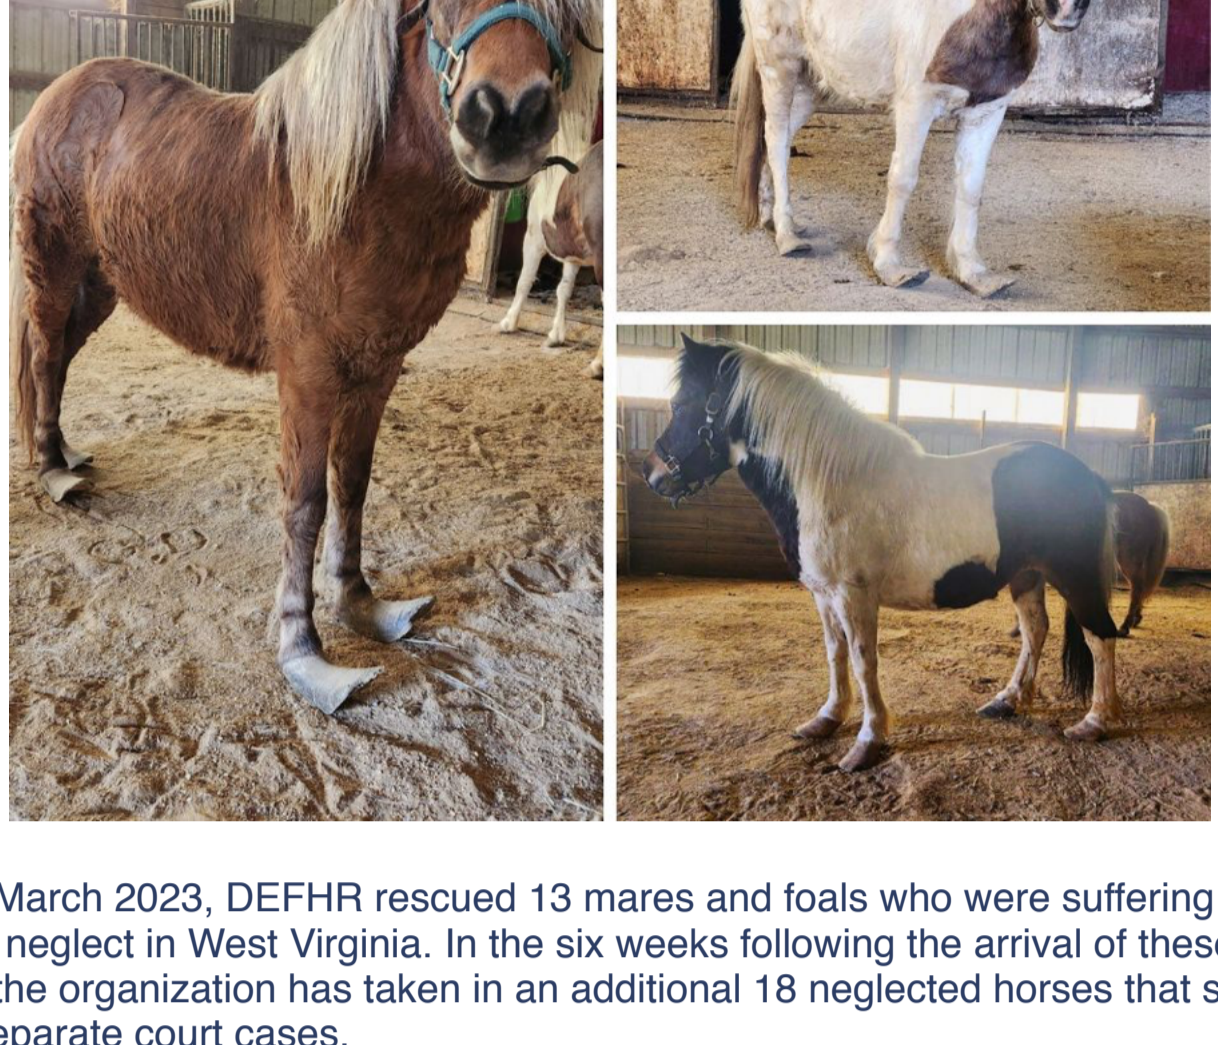 March 2023, DEFHR rescued 13 mares and foals who were suffering
neglect in West Virginia. In the six weeks following the arrival of these
the organization has taken in an additional 18 neglected horses that
eparate court cases.